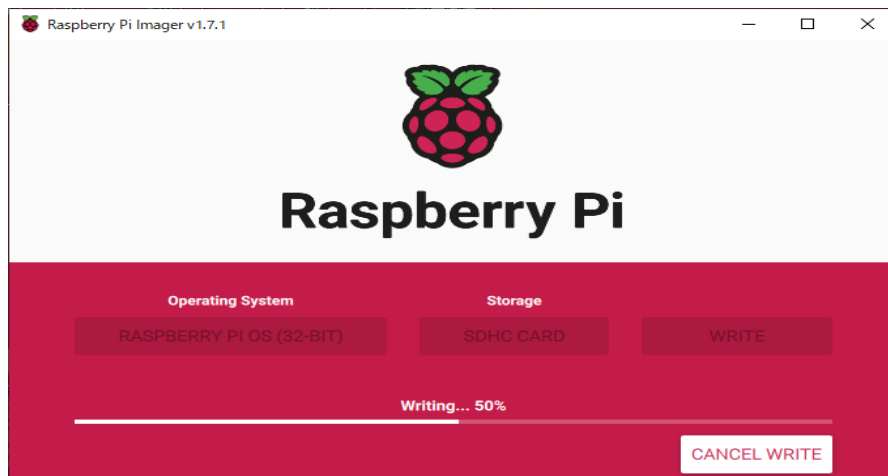 Raspberry Pi Imager v1.7.1
Raspberry Pi
Operating System
Storage
RASPBERRY PI OS (32-BIT)
SDHC CARD
WRITE
Writing... 50%
CANCEL WRITE